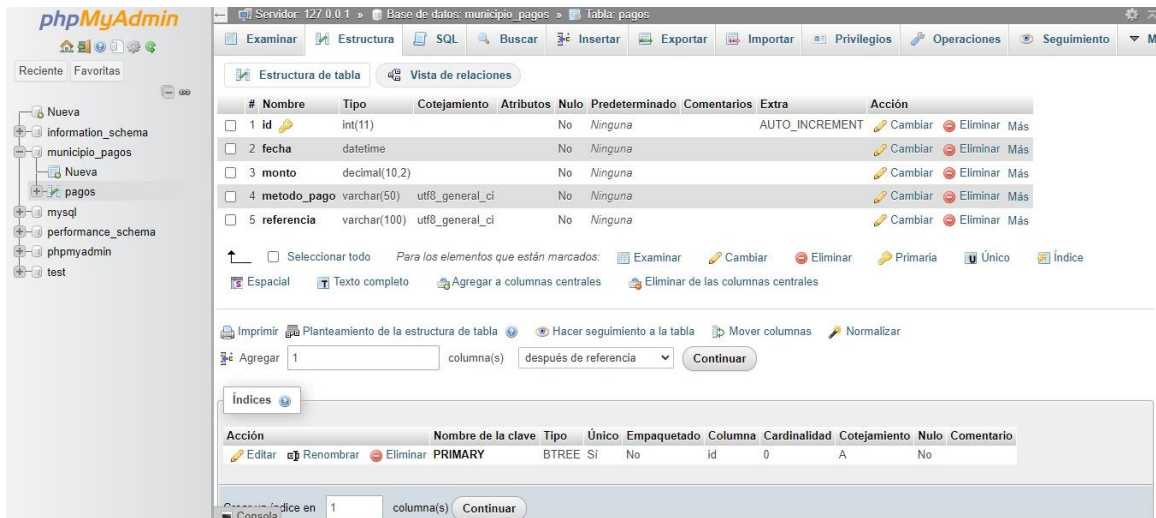 phpMyAdmin
Servidor: 127.0.0.1 » Base de datos: municipio_pagos » Tabla: pagos
Examinar Estructura SQL Buscar Insertar Exportar Importar Privilegios Operaciones Seguimiento M
Reciente Favoritas
Nueva
information_schema
municipio_pagos
Nueva
pagos
mysql
performance_schema
phpmyadmin
test
Estructura de tabla Vista de relaciones
# Nombre Tipo Cotejamiento Atributos Nulo Predeterminado Comentarios Extra Acción
1 id int(11) No Ninguna AUTO_INCREMENT Cambiar Eliminar Más
2 fecha datetime No Ninguna Cambiar Eliminar Más
3 monto decimal(10,2) No Ninguna Cambiar Eliminar Más
4 metodo_pago varchar(50) utf8_general_ci No Ninguna Cambiar Eliminar Más
5 referencia varchar(100) utf8_general_ci No Ninguna Cambiar Eliminar Más
Seleccionar todo Para los elementos que están marcados: Examinar Cambiar Eliminar Primaria Único Índice
Espacial Texto completo Agregar a columnas centrales Eliminar de las columnas centrales
Imprimir Planteamiento de la estructura de tabla Hacer seguimiento a la tabla Mover columnas Normalizar
Agregar 1 columna(s) después de referencia Continuar
Índices
Acción Nombre de la clave Tipo Único Empaquetado Columna Cardinalidad Cotejamiento Nulo Comentario
Editar Renombrar Eliminar PRIMARY BTREE Sí No id 0 A No
índice en 1 columna(s) Continuar
Consola